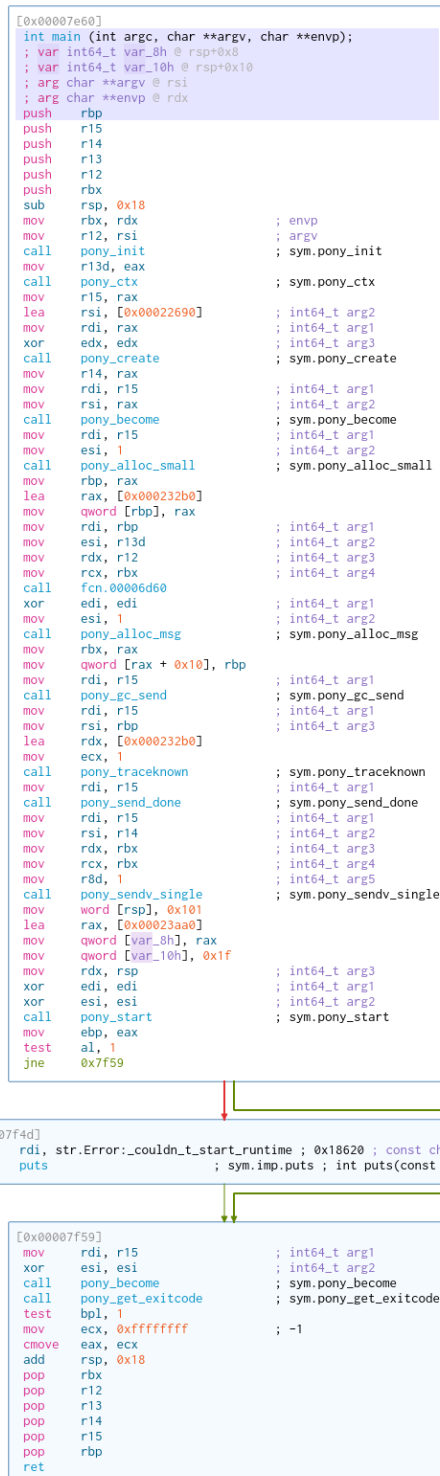 [0x00007e60]
int main (int argc, char **argv, char **envp);
; var int64_t var_8h @ rsp+0x8
; var int64_t var_10h @ rsp+0x10
; arg char **argv @ rsi
; arg char **envp @ rdx
push rbp
push r15
push r14
push r13
push r12
push rbx
sub rsp, 0x18
mov rbx, rdx ; envp
mov r12, rsi ; argv
call pony_init ; sym.pony_init
mov r13d, eax
call pony_ctx ; sym.pony_ctx
mov r15, rax
lea rsi, [0x00022690] ; int64_t arg2
mov rdi, rax ; int64_t arg1
xor edx, edx ; int64_t arg3
call pony_create ; sym.pony_create
mov r14, rax
mov rdi, r15 ; int64_t arg1
mov rsi, rax ; int64_t arg2
call pony_become ; sym.pony_become
mov rdi, r15 ; int64_t arg1
mov esi, 1 ; int64_t arg2
call pony_alloc_small ; sym.pony_alloc_small
mov rbp, rax
lea rax, [0x000232b0]
mov qword [rbp], rax
mov rdi, rbp ; int64_t arg1
mov esi, r13d ; int64_t arg2
mov rdx, r12 ; int64_t arg3
mov rcx, rbx ; int64_t arg4
call fcn.00006d60
xor edi, edi ; int64_t arg1
mov esi, 1 ; int64_t arg2
call pony_alloc_msg ; sym.pony_alloc_msg
mov rbx, rax
mov qword [rax + 0x10], rbp
mov rdi, r15 ; int64_t arg1
call pony_gc_send ; sym.pony_gc_send
mov rdi, r15 ; int64_t arg1
mov rsi, rbp ; int64_t arg3
lea rdx, [0x000232b0]
mov ecx, 1
call pony_traceknown ; sym.pony_traceknown
mov rdi, r15 ; int64_t arg1
call pony_send_done ; sym.pony_send_done
mov rdi, r15 ; int64_t arg1
mov rsi, r14 ; int64_t arg2
mov rdx, rbx ; int64_t arg3
mov rcx, rbx ; int64_t arg4
mov r8d, 1 ; int64_t arg5
call pony_sendv_single ; sym.pony_sendv_single
mov word [rsp], 0x101
lea rax, [0x00023aa0]
mov qword [var_8h], rax
mov qword [var_10h], 0x1f
mov rdx, rsp ; int64_t arg3
xor edi, edi ; int64_t arg1
xor esi, esi ; int64_t arg2
call pony_start ; sym.pony_start
mov ebp, eax
test al, 1
jne 0x7f59
07f4d]
rdi, str.Error:_couldn_t_start_runtime ; 0x18620 ; const ch
puts ; sym.imp.puts ; int puts(const
[0x00007f59]
mov rdi, r15 ; int64_t arg1
xor esi, esi ; int64_t arg2
call pony_become ; sym.pony_become
call pony_get_exitcode ; sym.pony_get_exitcode
test bpl, 1
mov ecx, 0xffffffff ; -1
cmove eax, ecx
add rsp, 0x18
pop rbx
pop r12
pop r13
pop r14
pop r15
pop rbp
ret